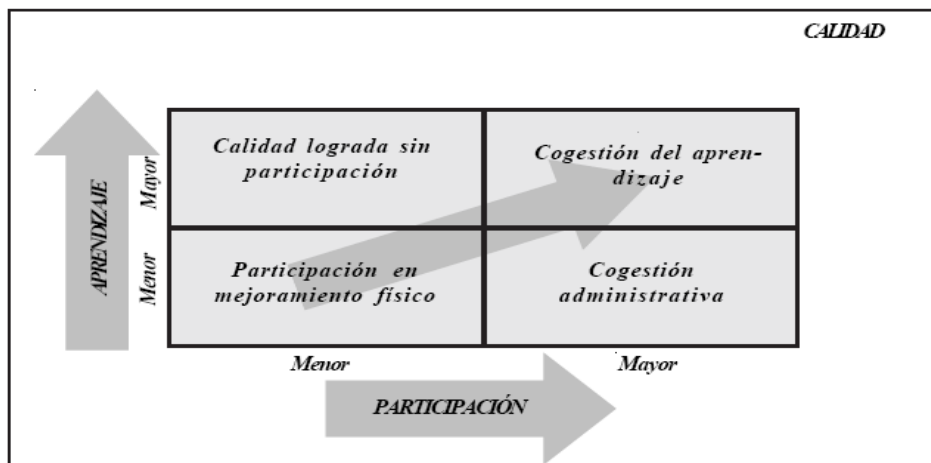 CALIDAD
Calidad lograda sin
participación
Cogestión del apren-
dizaje
Mayor
APRENDIZAJE
Menor
Participación en
mejoramiento físico
Cogestión
administrativa
Menor
Mayor
PARTICIPACIÓN